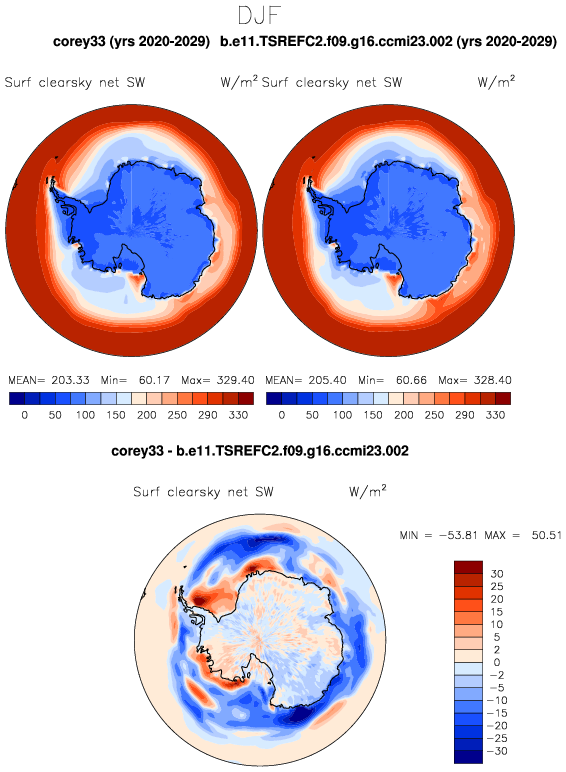 DJF
corey33 (yrs 2020-2029) b.e11.TSREFC2.f09.g16.ccmi23.002 (yrs 2020-2029)
Surf clearsky net SW W/m² Surf clearsky net SW W/m²
MEAN= 203.33 Min= 60.17 Max= 329.40 MEAN= 205.40 Min= 60.66 Max= 328.40
0 50 100 150 200 250 290 330 0 50 100 150 200 250 290 330
corey33 - b.e11.TSREFC2.f09.g16.ccmi23.002
Surf clearsky net SW W/m²
MIN = -53.81 MAX = 50.51
30
25
20
15
10
5
2
0
-2
-5
-10
-15
-20
-25
-30